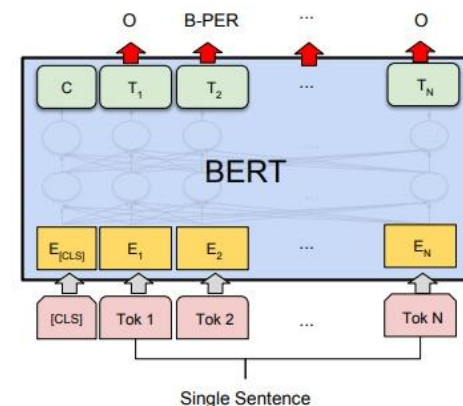 O B-PER ... O
C T1 T2 ... TN
BERT
E[CLS] E1 E2 ... EN
[CLS] Tok 1 Tok 2 ... Tok N
Single Sentence